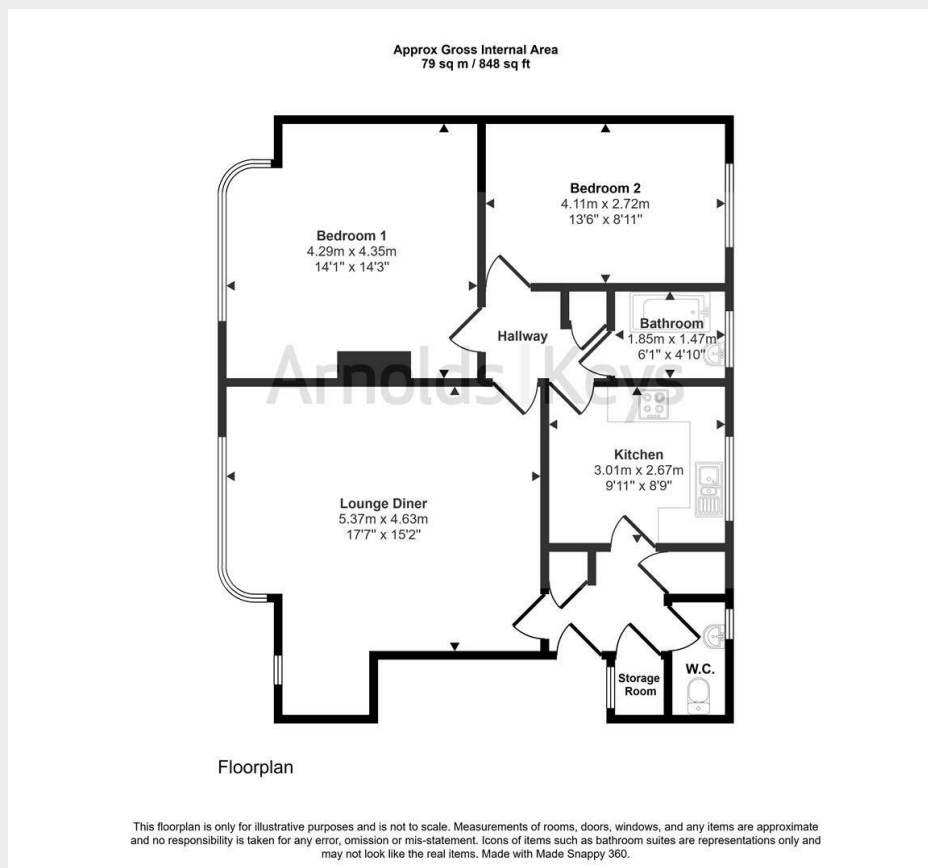 Approx Gross Internal Area
79 sq m / 848 sq ft
Bedroom 2
4.11m x 2.72m
13'6" x 8'11"
Bedroom 1
4.29m x 4.35m
14'1" x 14'3"
Hallway
Bathroom
1.85m x 1.47m
6'1" x 4'10"
Arnolds | Keys
Kitchen
3.01m x 2.67m
9'11" x 8'9"
Lounge Diner
5.37m x 4.63m
17'7" x 15'2"
W.C.
Storage
Room
Floorplan
This floorplan is only for illustrative purposes and is not to scale. Measurements of rooms, doors, windows, and any items are approximate
and no responsibility is taken for any error, omission or mis-statement. Icons of items such as bathroom suites are representations only and
may not look like the real items. Made with Made Snappy 360.